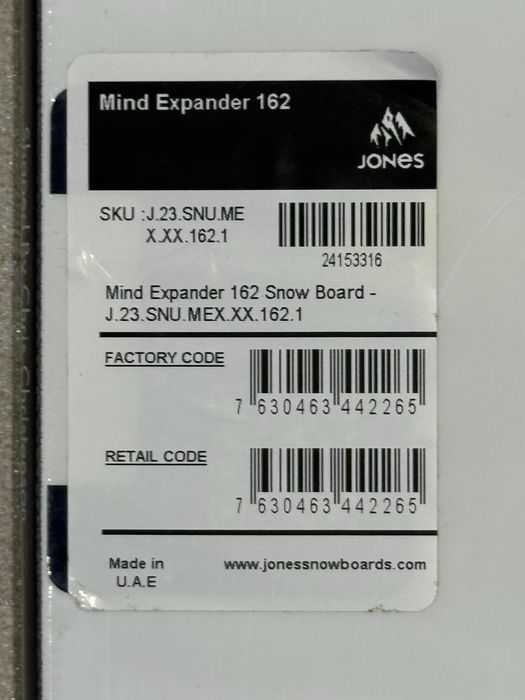 Mind Expander 162
JONES
SKU :J.23.SNU.ME
X.XX.162.1
24153316
Mind Expander 162 Snow Board -
J.23.SNU.MEX.XX.162.1
FACTORY CODE
7 630463 442265
RETAIL CODE
7 630463 442265
Made in
U.A.E
www.jonessnowboards.com